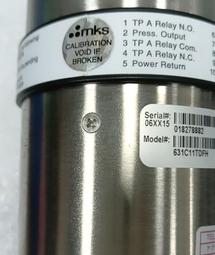 mks
CALIBRATION
VOID IF
BROKEN
1 TP A Relay N.O.
2 Press. Output
3 TP A Relay Com.
4 TP A Relay N.C.
5 Power Return
Serial#:
06XX15
018278882
Model#:
631C11TDFH